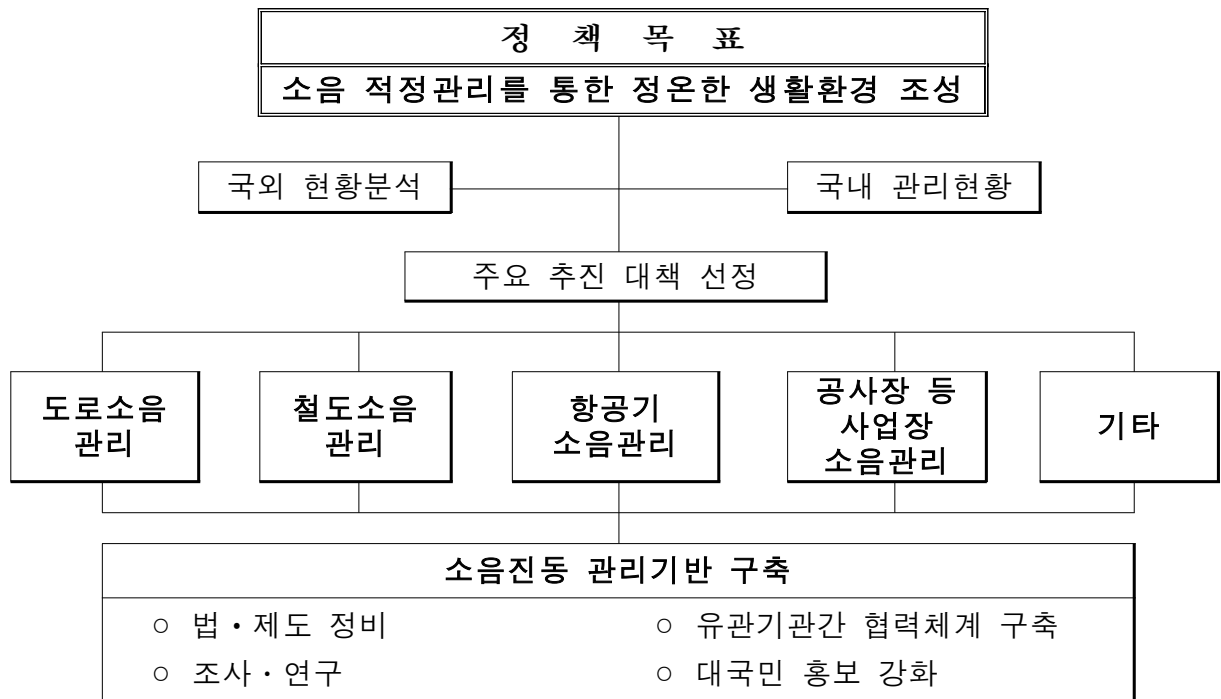 정 책 목 표
소음 적정관리를 통한 정온한 생활환경 조성
국외 현황분석
국내 관리현황
주요 추진 대책 선정
도로소음
관리
철도소음
관리
항공기
소음관리
공사장 등
사업장
소음관리
기타
소음진동 관리기반 구축
○ 법・제도 정비
○ 유관기관간 협력체계 구축
○ 조사・연구
○ 대국민 홍보 강화